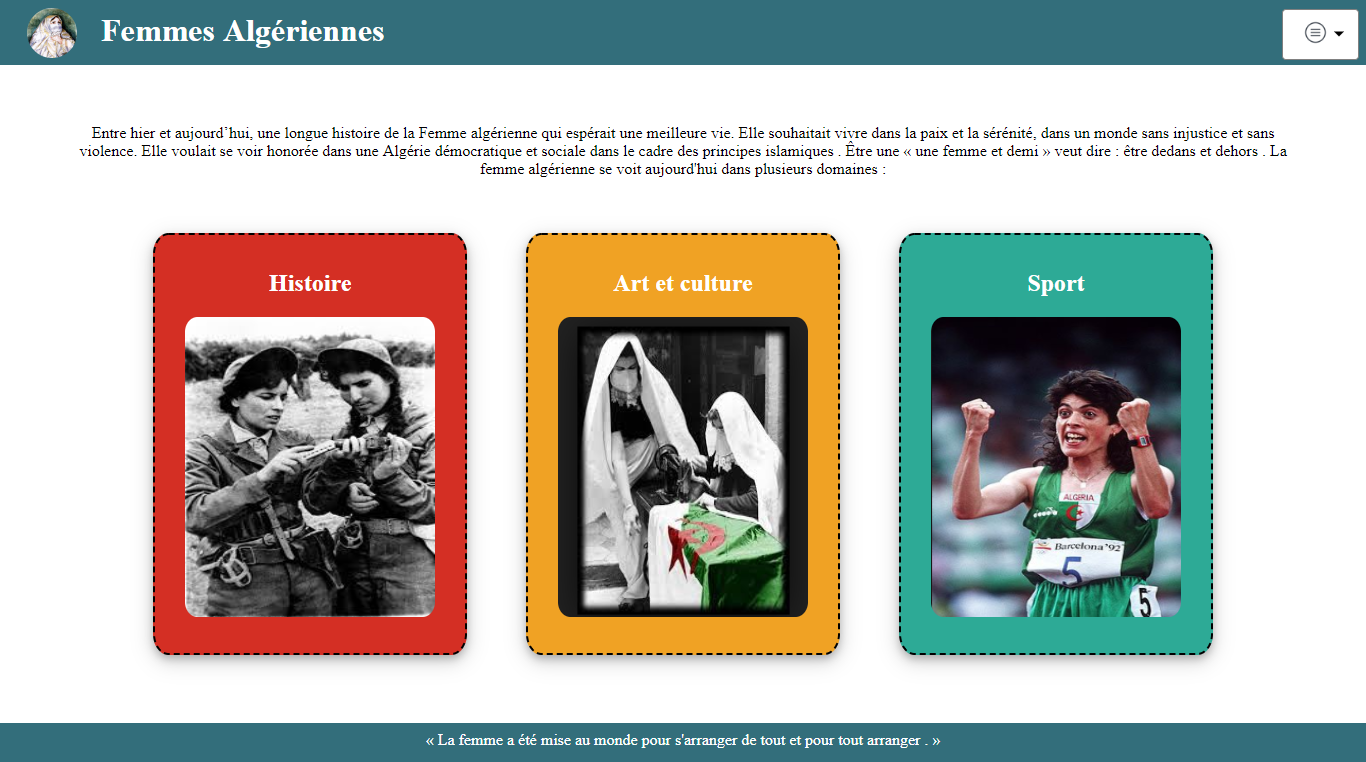 Femmes Algériennes
Entre hier et aujourd’hui, une longue histoire de la Femme algérienne qui espérait une meilleure vie. Elle souhaitait vivre dans la paix et la sérénité, dans un monde sans injustice et sans
violence. Elle voulait se voir honorée dans une Algérie démocratique et sociale dans le cadre des principes islamiques . Être une « une femme et demi » veut dire : être dedans et dehors . La
femme algérienne se voit aujourd'hui dans plusieurs domaines :
Histoire
Art et culture
Sport
ALGERIA
diadora
Barcelona '92
5
5
« La femme a été mise au monde pour s'arranger de tout et pour tout arranger . »